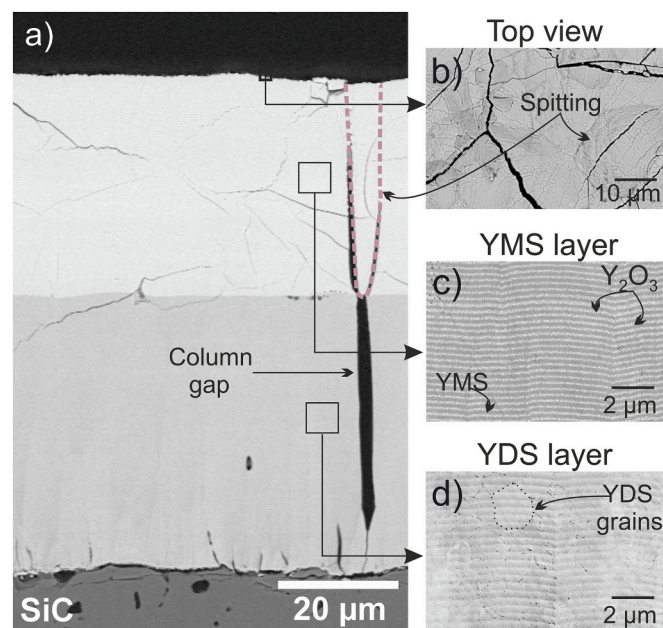 a)
Column
gap
SiC
20 µm
Top view
b)
Spitting
10 µm
YMS layer
c)
Y₂O₃
YMS
2 µm
YDS layer
d)
YDS
grains
2 µm